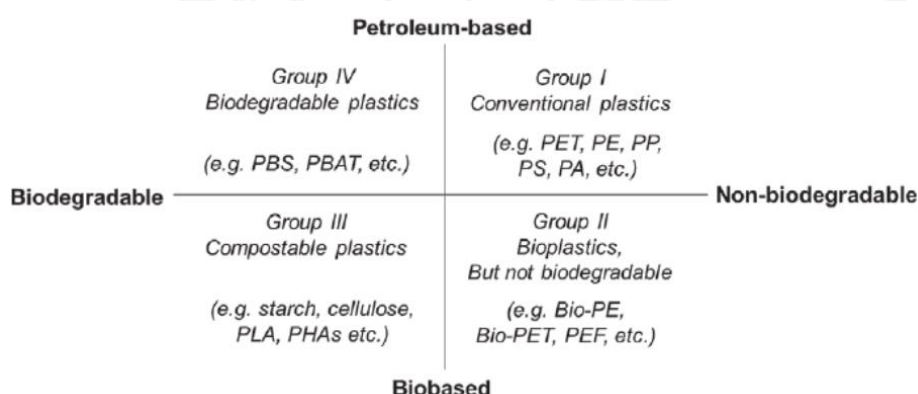 Petroleum-based
Group IV
Biodegradable plastics
(e.g. PBS, PBAT, etc.)
Group I
Conventional plastics
(e.g. PET, PE, PP,
PS, PA, etc.)
Biodegradable
Non-biodegradable
Group III
Compostable plastics
(e.g. starch, cellulose,
PLA, PHAs etc.)
Group II
Bioplastics,
But not biodegradable
(e.g. Bio-PE,
Bio-PET, PEF, etc.)
Biobased